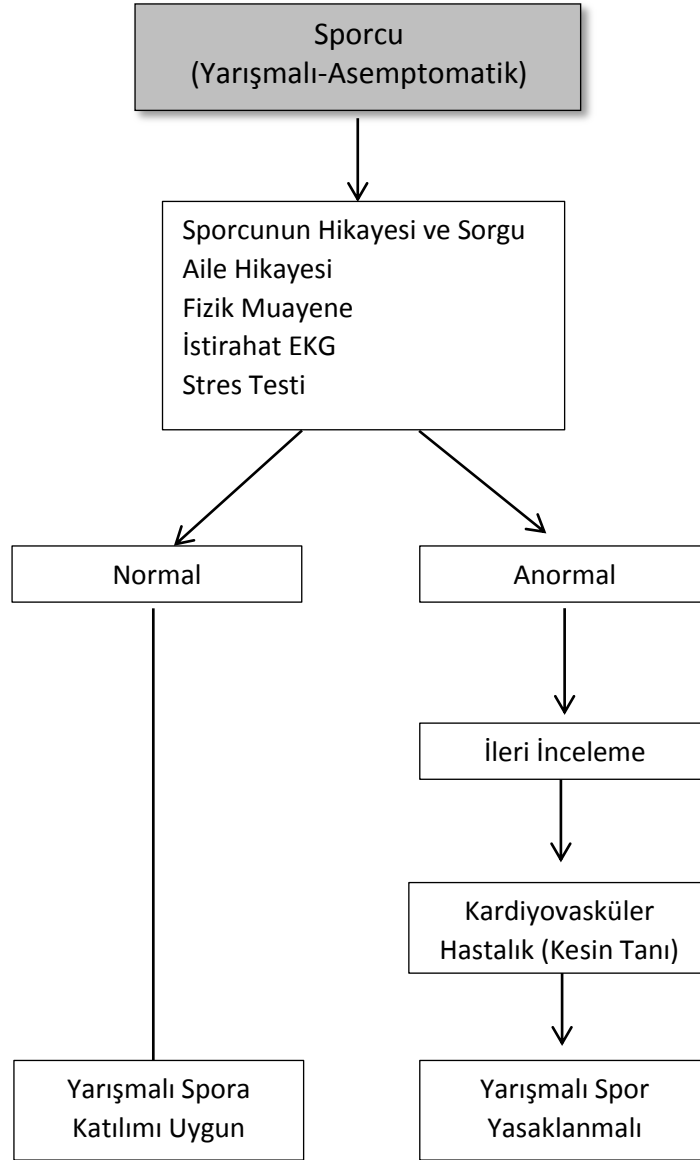 Sporcu
(Yarışmalı-Asemptomatik)
Sporcunun Hikayesi ve Sorgu
Aile Hikayesi
Fizik Muayene
İstirahat EKG
Stres Testi
Normal
Anormal
İleri İnceleme
Kardiyovasküler
Hastalık (Kesin Tanı)
Yarışmalı Spora
Katılımı Uygun
Yarışmalı Spor
Yasaklanmalı